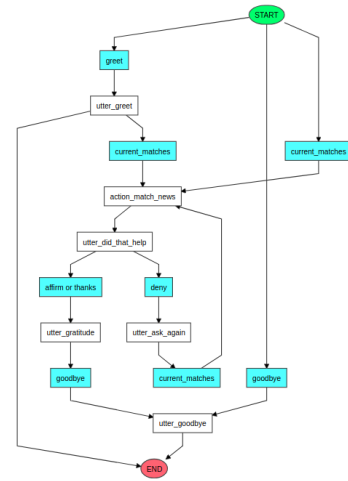 START
greet
utter_greet
current_matches
current_matches
action_match_news
utter_did_that_help
affirm or thanks
deny
utter_gratitude
utter_ask_again
goodbye
current_matches
goodbye
utter_goodbye
END